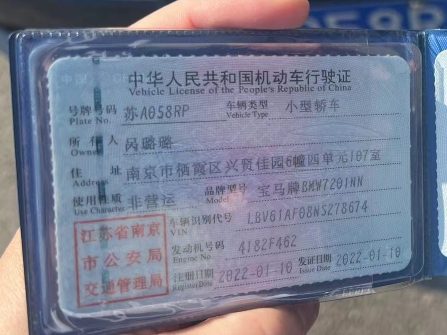 中华人民共和国机动车行驶证
Vehicle License of the People's Republic of China
号牌号码 苏A058RP 车辆类型 小型轿车
Plate No. Vehicle Type
所有人 呙璐璐
Owner
住址 南京市栖霞区兴贤佳园6幢四单元107室
Address
使用性质 非营运 品牌型号 宝马牌BMW7201NN
Use Character Model
车辆识别代号 LBV61AF08NS278674
VIN
发动机号码 4182F462
Engine No
注册日期 2022-01-10 发证日期 2022-01-10
Register Date Issue Date
江苏省南京
市公安局
交通管理局